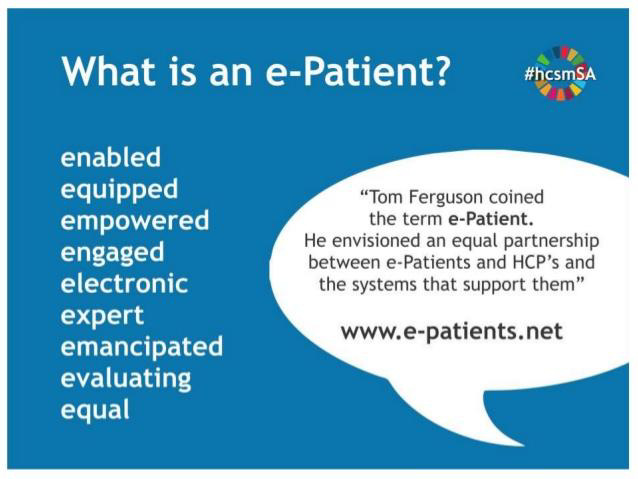 What is an e-Patient?
#hcsmSA
enabled
equipped
empowered
engaged
electronic
expert
emancipated
evaluating
equal
“Tom Ferguson coined
the term e-Patient.
He envisioned an equal partnership
between e-Patients and HCP’s and
the systems that support them”
www.e-patients.net